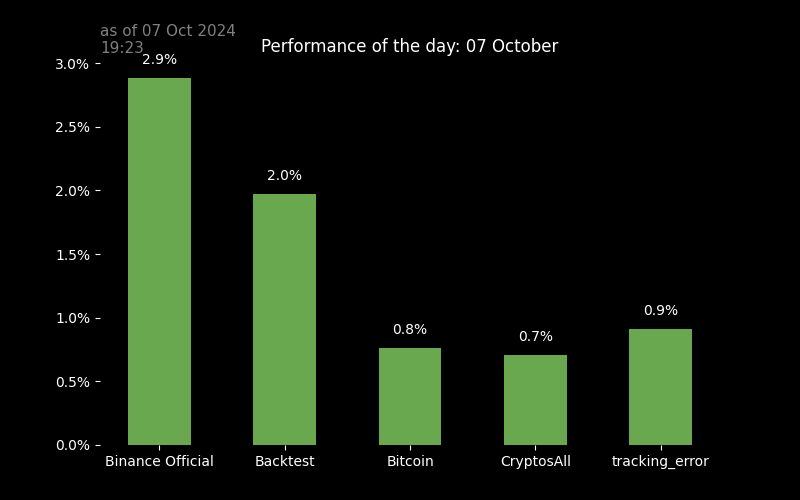 as of 07 Oct 2024
19:23
Performance of the day: 07 October
3.0%
2.5%
2.0%
1.5%
1.0%
0.5%
0.0%
2.9%
2.0%
0.8%
0.7%
0.9%
Binance Official
Backtest
Bitcoin
CryptosAll
tracking_error